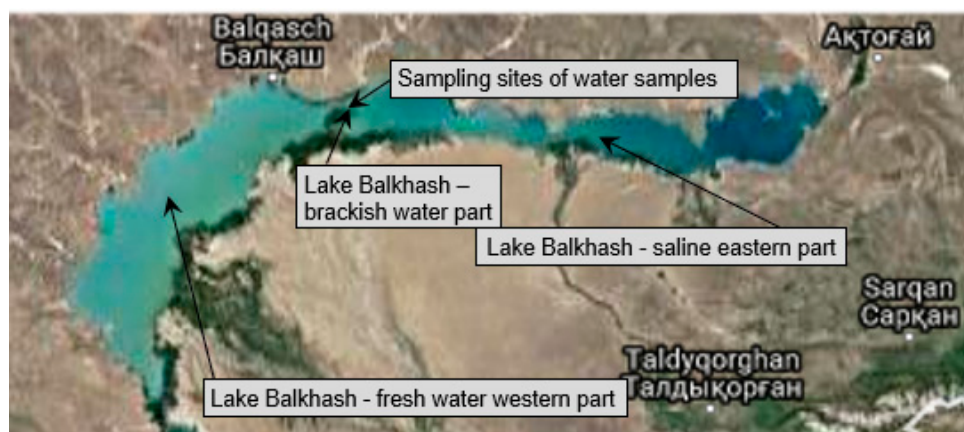 Balqasch
Балқаш
Ақтоғай
Sampling sites of water samples
Lake Balkhash –
brackish water part
Lake Balkhash - saline eastern part
Sarqan
Сарқан
Taldyqorghan
Талдықорған
Lake Balkhash - fresh water western part